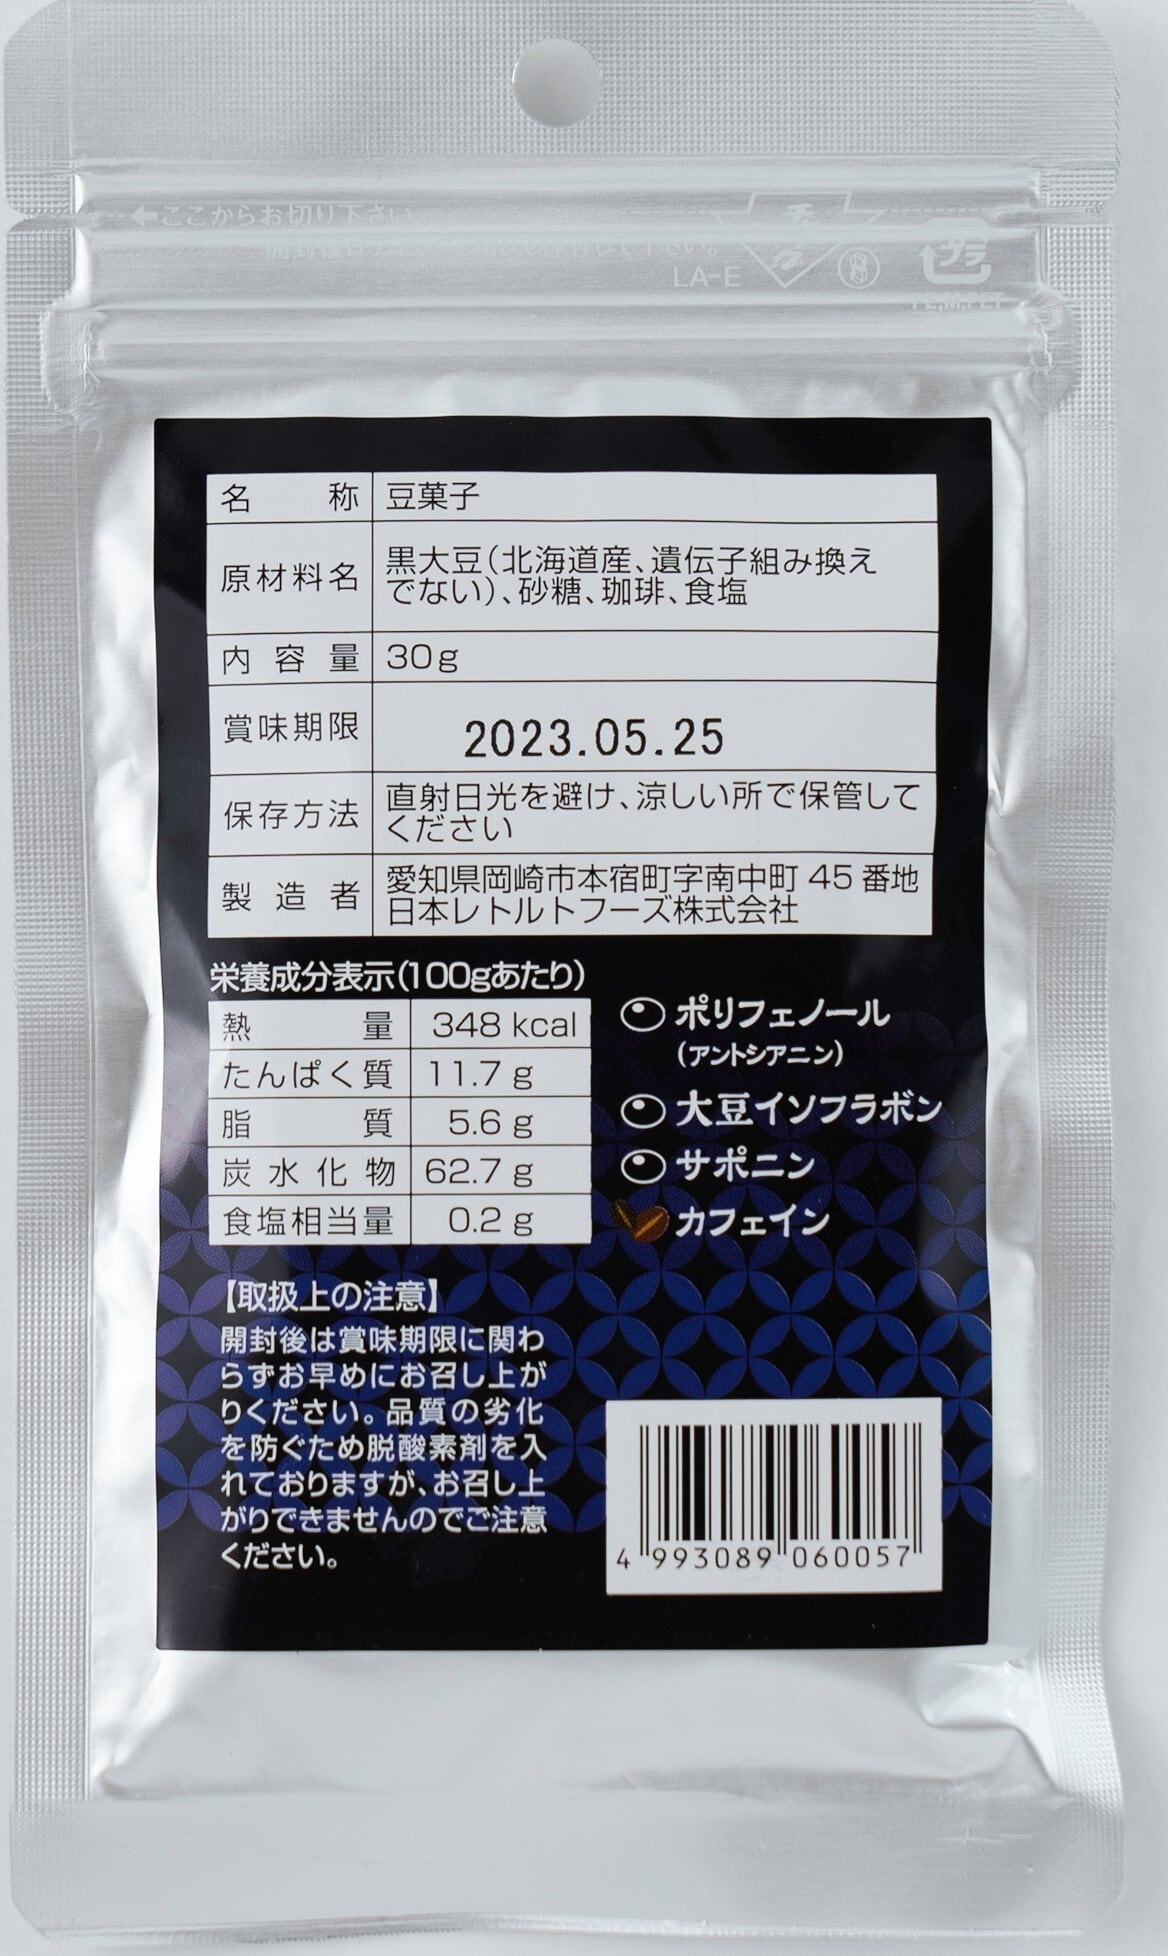 ここからお切り下さい
LA-E
プラ
名称 豆菓子
原材料名 黒大豆(北海道産、遺伝子組み換え
でない)、砂糖、珈琲、食塩
内容量 30g
賞味期限 2023.05.25
保存方法 直射日光を避け、涼しい所で保管して
ください
製造者 愛知県岡崎市本宿町字南中町 45 番地
日本レトルトフーズ株式会社
栄養成分表示(100gあたり)
熱量 348 kcal
たんぱく質 11.7 g
脂質 5.6 g
炭水化物 62.7 g
食塩相当量 0.2 g
ポリフェノール
(アントシアニン)
大豆イソフラボン
サポニン
カフェイン
【取扱上の注意】
開封後は賞味期限に関わ
らずお早めにお召し上が
りください。品質の劣化
を防ぐため脱酸素剤を入
れておりますが、お召し上
がりできませんのでご注意
ください。
4 993089 060057